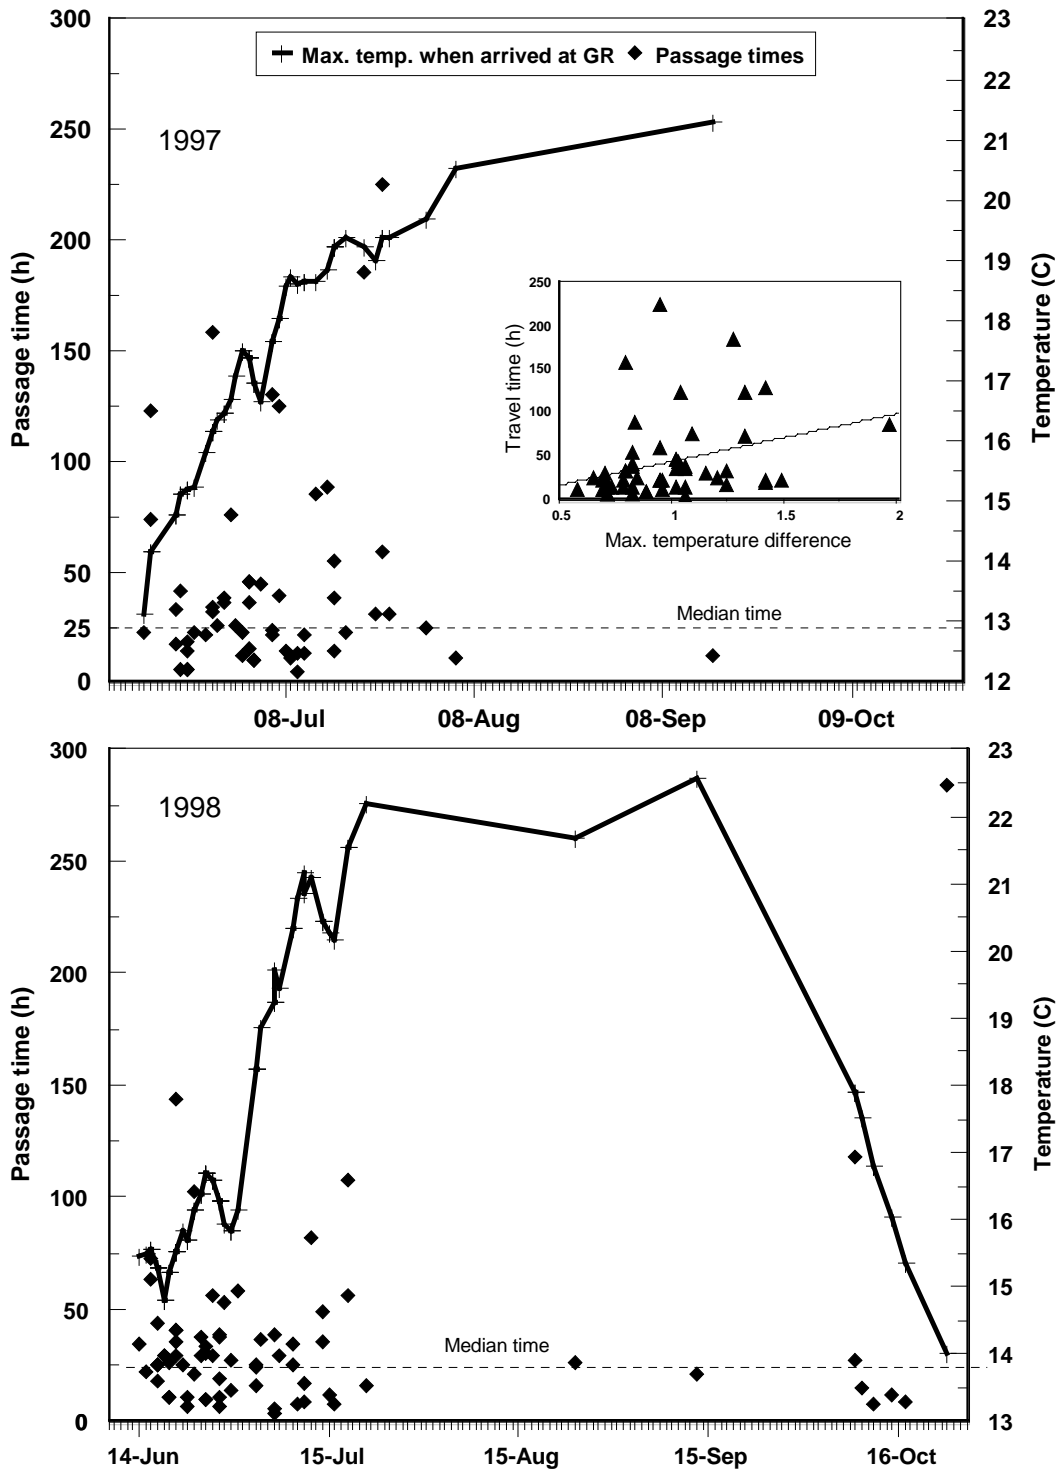 300
250
200
150
100
50
25
0
Passage time (h)
Max. temp. when arrived at GR
Passage times
1997
23
22
21
20
19
18
17
16
15
14
13
12
Temperature (C)
250
200
150
100
50
0
Travel time (h)
0.5
1
1.5
2
Max. temperature difference
Median time
08-Jul
08-Aug
08-Sep
09-Oct
300
250
200
150
100
50
0
Passage time (h)
1998
23
22
21
20
19
18
17
16
15
14
13
Temperature (C)
Median time
14-Jun
15-Jul
15-Aug
15-Sep
16-Oct